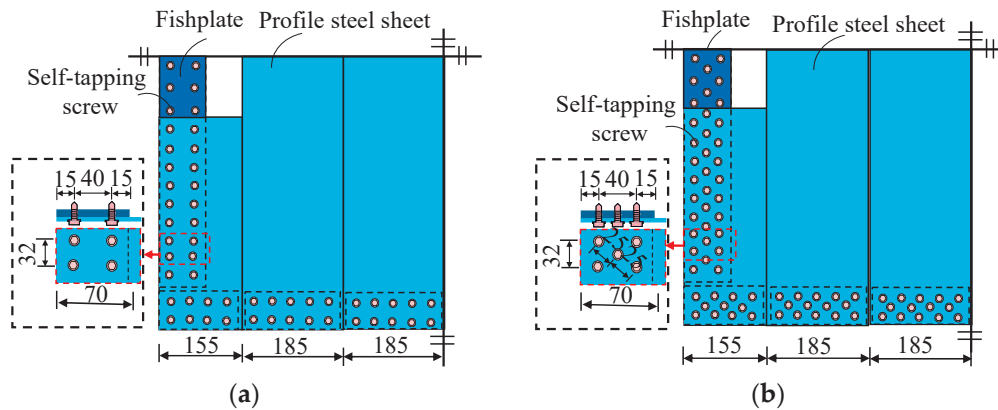 Fishplate
Profile steel sheet
Self-tapping
screw
15 40 15
32
70
155 185 185
(a)
Fishplate
Profile steel sheet
Self-tapping
screw
15 40 15
32
70
155 185 185
(b)